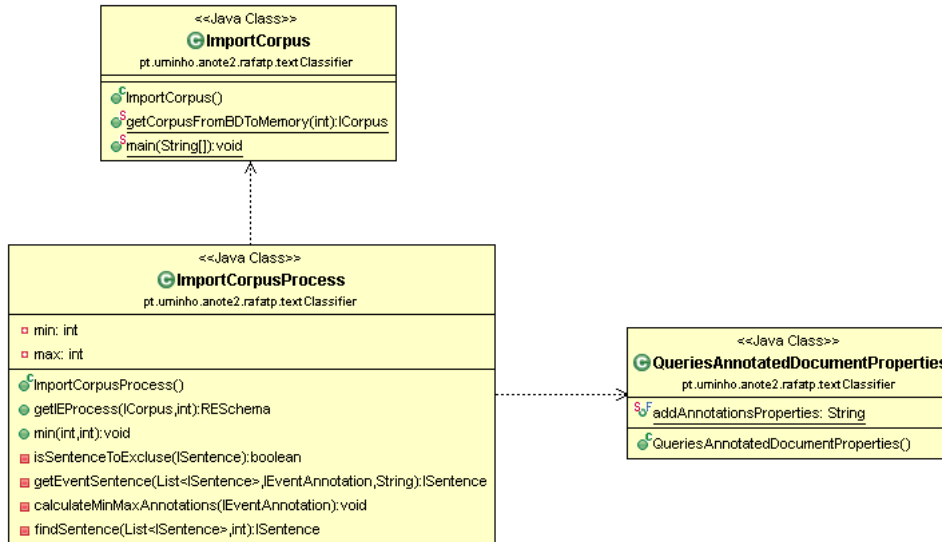 <<Java Class>>
ImportCorpus
pt.uminho.anote2.rafatp.textClassifier
ImportCorpus()
getCorpusFromBDToMemory(int):ICorpus
main(String[]):void
<<Java Class>>
ImportCorpusProcess
pt.uminho.anote2.rafatp.textClassifier
min: int
max: int
ImportCorpusProcess()
getIEProcess(ICorpus,int):RESchema
min(int,int):void
isSentenceToExcluse(ISentence):boolean
getEventSentence(List<ISentence>,IEventAnnotation,String):ISentence
calculateMinMaxAnnotations(IEventAnnotation):void
findSentence(List<ISentence>,int):ISentence
<<Java Class>>
QueriesAnnotatedDocumentProperties
pt.uminho.anote2.rafatp.textClassifier
addAnnotationsProperties: String
QueriesAnnotatedDocumentProperties()